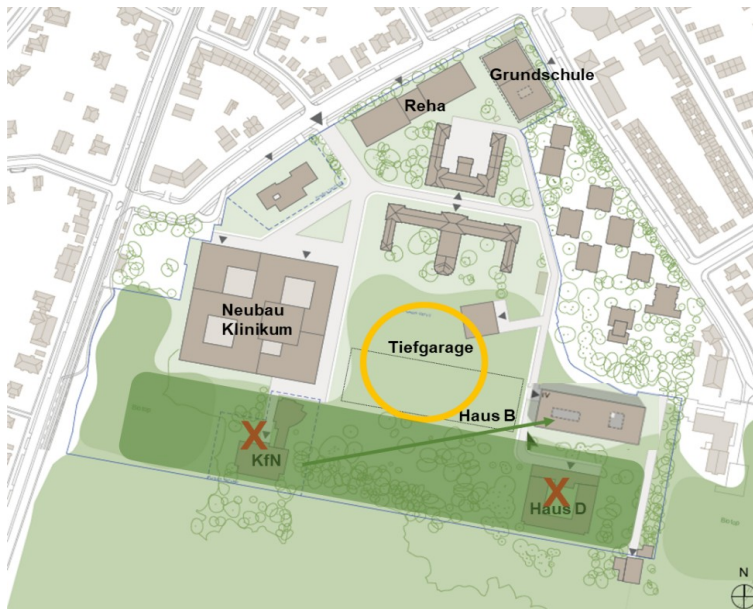 Grundschule
Reha
Neubau
Klinikum
Tiefgarage
Haus B
X
KfN
X
Haus D
N